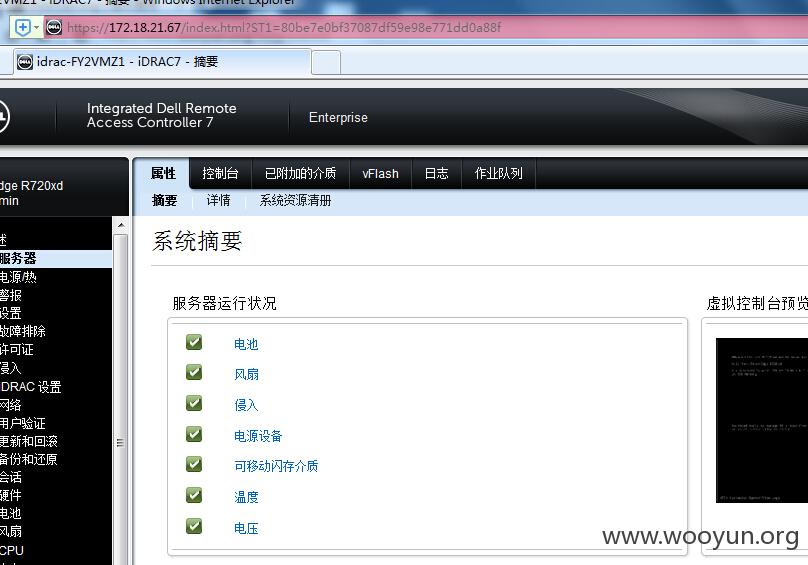 VMZ1 - iDRAC7 - 摘要 - Windows Internet Explorer
https://172.18.21.67/index.html?ST1=80be7e0bf37087df59e98e771dd0a88f
idrac-FY2VMZ1 - iDRAC7 - 摘要
Integrated Dell Remote
Access Controller 7
Enterprise
dge R720xd
min
属性 控制台 已附加的介质 vFlash 日志 作业队列
摘要 详情 系统资源清册
述
服务器
电源/热
警报
设置
故障排除
许可证
侵入
iDRAC 设置
网络
用户验证
更新和回滚
备份和还原
会话
硬件
电池
风扇
CPU
系统摘要
服务器运行状况
电池
风扇
侵入
电源设备
可移动闪存介质
温度
电压
虚拟控制台预览
www.wooyun.org